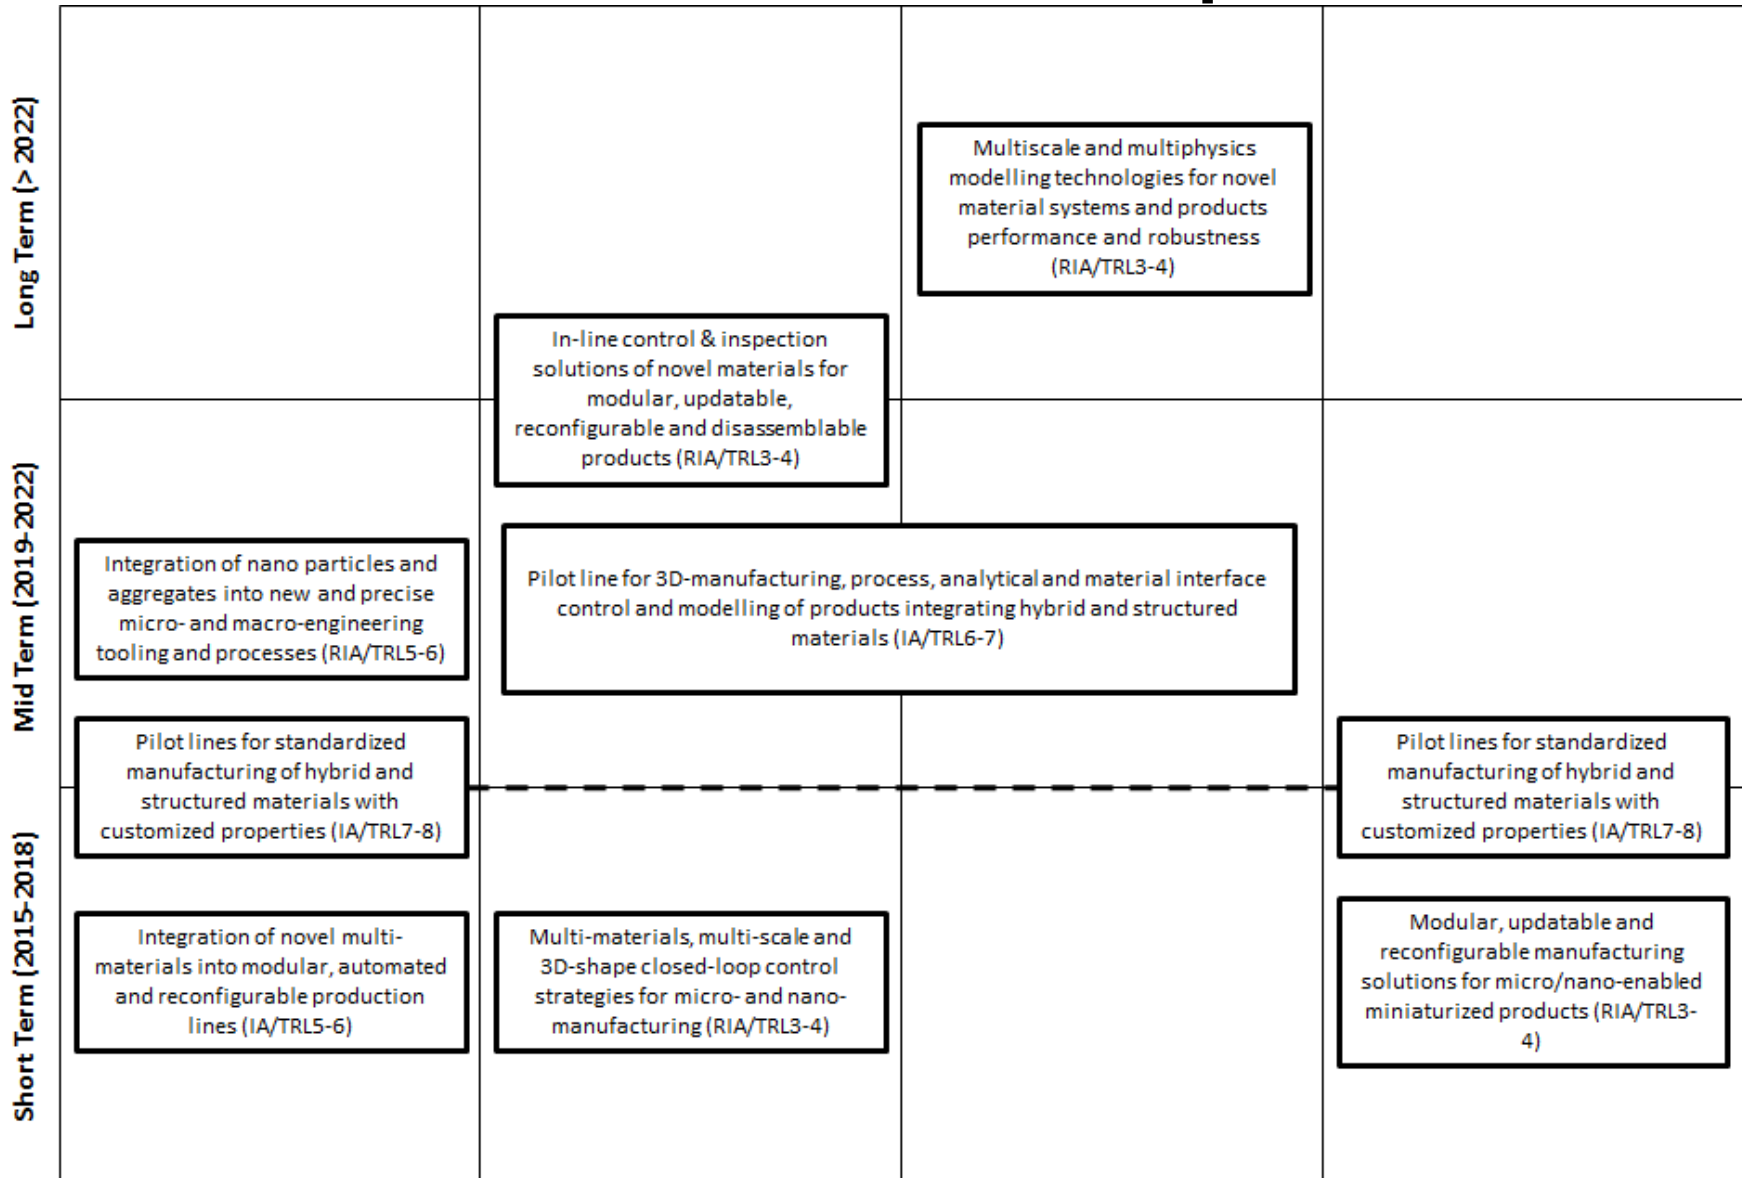 Long Term (> 2022)
Multiscale and multiphysics
modelling technologies for novel
material systems and products
performance and robustness
(RIA/TRL3-4)
In-line control & inspection
solutions of novel materials for
modular, updatable,
reconfigurable and disassemblable
products (RIA/TRL3-4)
Mid Term (2019-2022)
Integration of nano particles and
aggregates into new and precise
micro- and macro-engineering
tooling and processes (RIA/TRL5-6)
Pilot line for 3D-manufacturing, process, analytical and material interface
control and modelling of products integrating hybrid and structured
materials (IA/TRL6-7)
Pilot lines for standardized
manufacturing of hybrid and
structured materials with
customized properties (IA/TRL7-8)
Pilot lines for standardized
manufacturing of hybrid and
structured materials with
customized properties (IA/TRL7-8)
Short Term (2015-2018)
Integration of novel multi-
materials into modular, automated
and reconfigurable production
lines (IA/TRL5-6)
Multi-materials, multi-scale and
3D-shape closed-loop control
strategies for micro- and nano-
manufacturing (RIA/TRL3-4)
Modular, updatable and
reconfigurable manufacturing
solutions for micro/nano-enabled
miniaturized products (RIA/TRL3-
4)